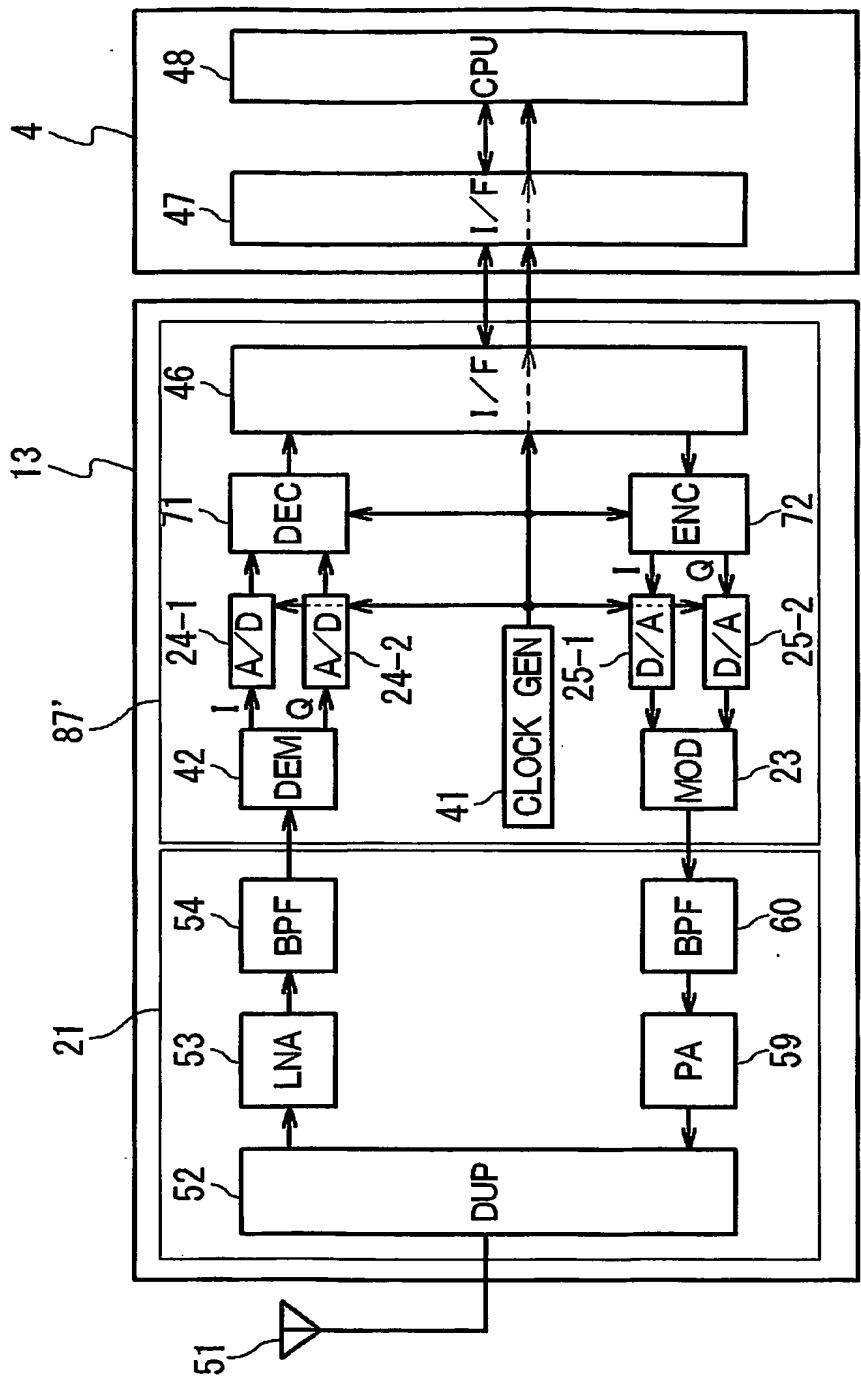 4
48
CPU
47
I/F
13
46
I/F
71
DEC
ENC
72
I
Q
24-1
A/D
A/D
24-2
25-1
D/A
D/A
25-2
87'
I
Q
42
DEM
41
CLOCK GEN
MOD
23
21
54
BPF
BPF
60
53
LNA
PA
59
52
DUP
51